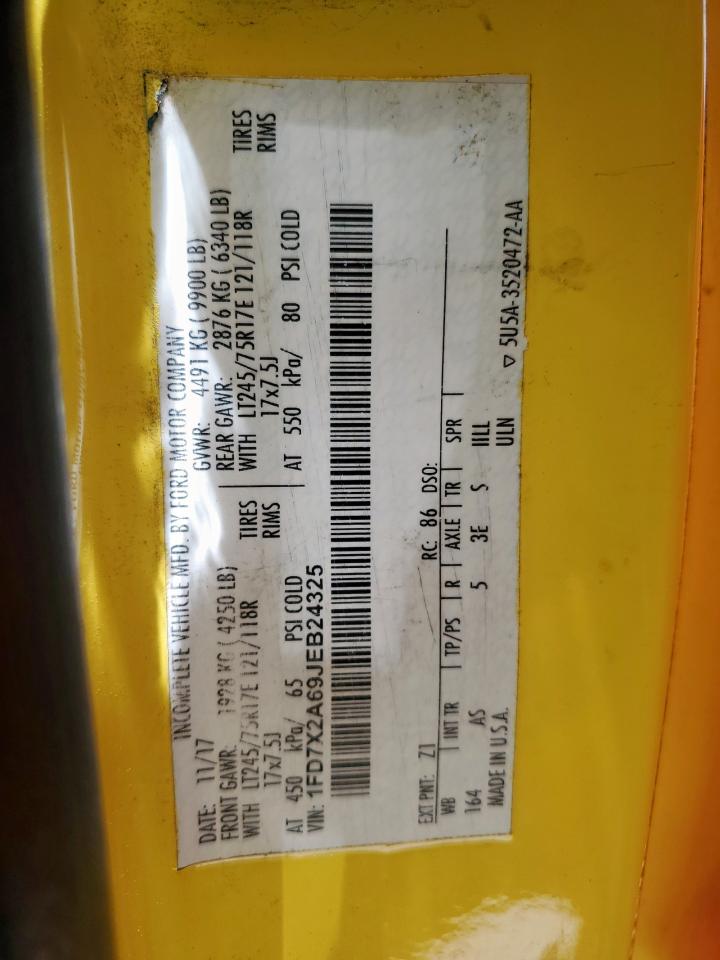 INCOMPLETE VEHICLE MFD. BY FORD MOTOR COMPANY
DATE: 11/17 GVWR: 4491 KG ( 9900 LB)
FRONT GAWR: 1928 KG ( 4250 LB) REAR GAWR: 2876 KG ( 6340 LB)
WITH LT245/75R17E 121/118R TIRES WITH LT245/75R17E 121/118R TIRES
17x7.5J RIMS 17x7.5J RIMS
AT 450 kPa/ 65 PSI COLD AT 550 kPa/ 80 PSI COLD
VIN: 1FD7X2A69JEB24325
EXT PNT: Z1 RC: 86 DSO:
WB INT TR TP/PS R AXLE TR SPR
164 AS 5 3E S IILL
MADE IN U.S.A. ULN
▽ 5U5A-3520472-AA